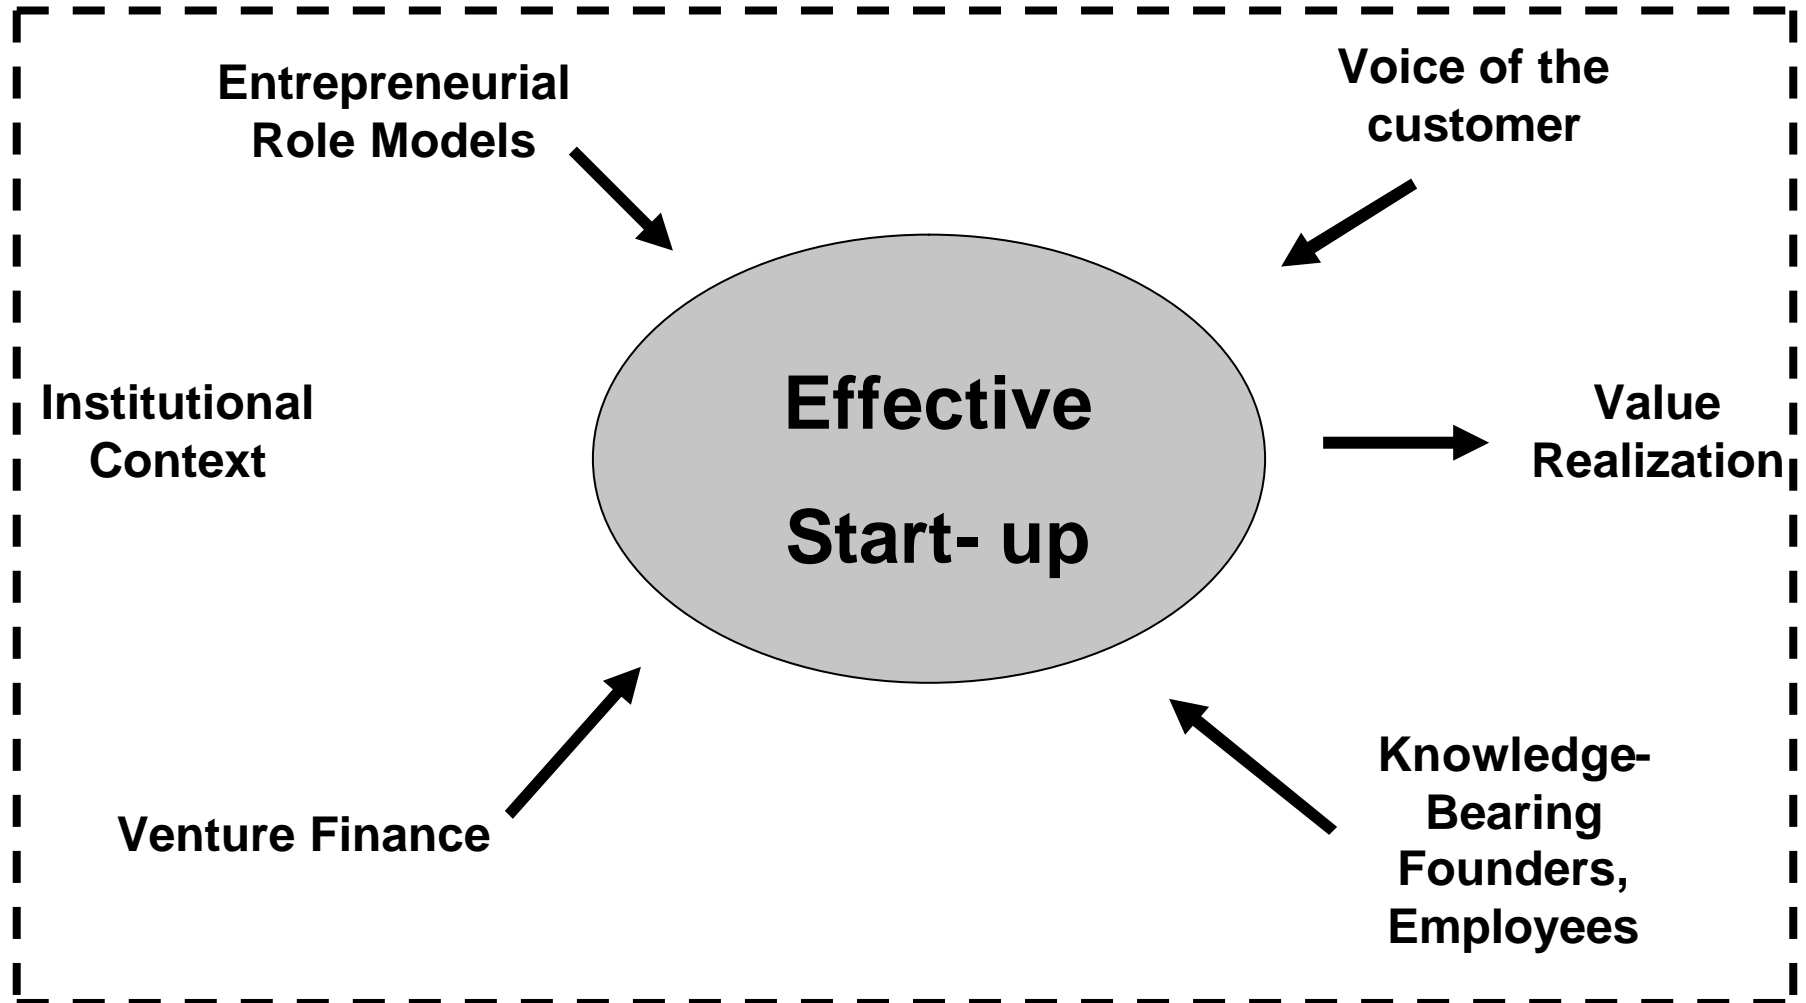 Entrepreneurial
Role Models
Voice of the
customer
Institutional
Context
Effective
Start- up
Value
Realization
Venture Finance
Knowledge-
Bearing
Founders,
Employees